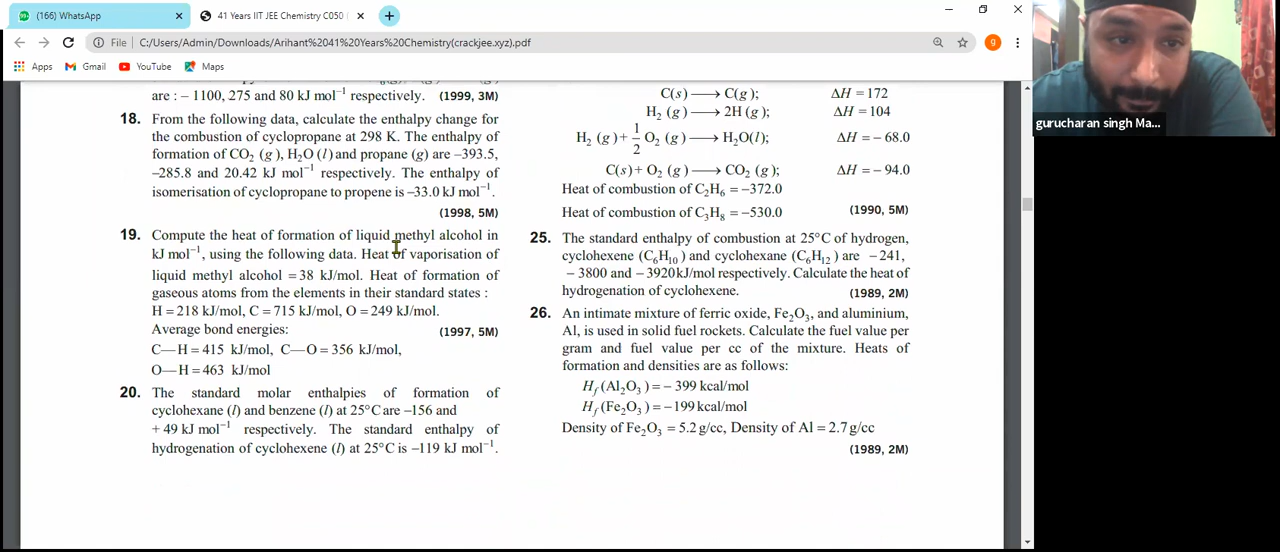 (166) WhatsApp
41 Years IIT JEE Chemistry C050
File
C:/Users/Admin/Downloads/Arihant%2041%20Years%20Chemistry(crackjee.xyz).pdf
g
Apps
Gmail
YouTube
Maps
are : – 1100, 275 and 80 kJ mol⁻¹ respectively. (1999, 3M)
18. From the following data, calculate the enthalpy change for
the combustion of cyclopropane at 298 K. The enthalpy of
formation of CO₂ (g), H₂O (l) and propane (g) are –393.5,
–285.8 and 20.42 kJ mol⁻¹ respectively. The enthalpy of
isomerisation of cyclopropane to propene is –33.0 kJ mol⁻¹.
(1998, 5M)
19. Compute the heat of formation of liquid methyl alcohol in
kJ mol⁻¹, using the following data. Heat of vaporisation of
liquid methyl alcohol = 38 kJ/mol. Heat of formation of
gaseous atoms from the elements in their standard states :
H = 218 kJ/mol, C = 715 kJ/mol, O = 249 kJ/mol.
Average bond energies: (1997, 5M)
C—H = 415 kJ/mol, C—O = 356 kJ/mol,
O—H = 463 kJ/mol
20. The standard molar enthalpies of formation of
cyclohexane (l) and benzene (l) at 25°C are –156 and
+ 49 kJ mol⁻¹ respectively. The standard enthalpy of
hydrogenation of cyclohexene (l) at 25°C is –119 kJ mol⁻¹.
C(s) ⟶ C(g); ΔH = 172
H₂ (g) ⟶ 2H (g); ΔH = 104
H₂ (g) + 1/2 O₂ (g) ⟶ H₂O(l); ΔH = – 68.0
C(s) + O₂ (g) ⟶ CO₂ (g); ΔH = – 94.0
Heat of combustion of C₂H₆ = –372.0
Heat of combustion of C₃H₈ = –530.0 (1990, 5M)
25. The standard enthalpy of combustion at 25°C of hydrogen,
cyclohexene (C₆H₁₀) and cyclohexane (C₆H₁₂) are – 241,
– 3800 and – 3920 kJ/mol respectively. Calculate the heat of
hydrogenation of cyclohexene. (1989, 2M)
26. An intimate mixture of ferric oxide, Fe₂O₃, and aluminium,
Al, is used in solid fuel rockets. Calculate the fuel value per
gram and fuel value per cc of the mixture. Heats of
formation and densities are as follows:
H_f (Al₂O₃) = – 399 kcal/mol
H_f (Fe₂O₃) = – 199 kcal/mol
Density of Fe₂O₃ = 5.2 g/cc, Density of Al = 2.7 g/cc
(1989, 2M)
gurucharan singh Ma...